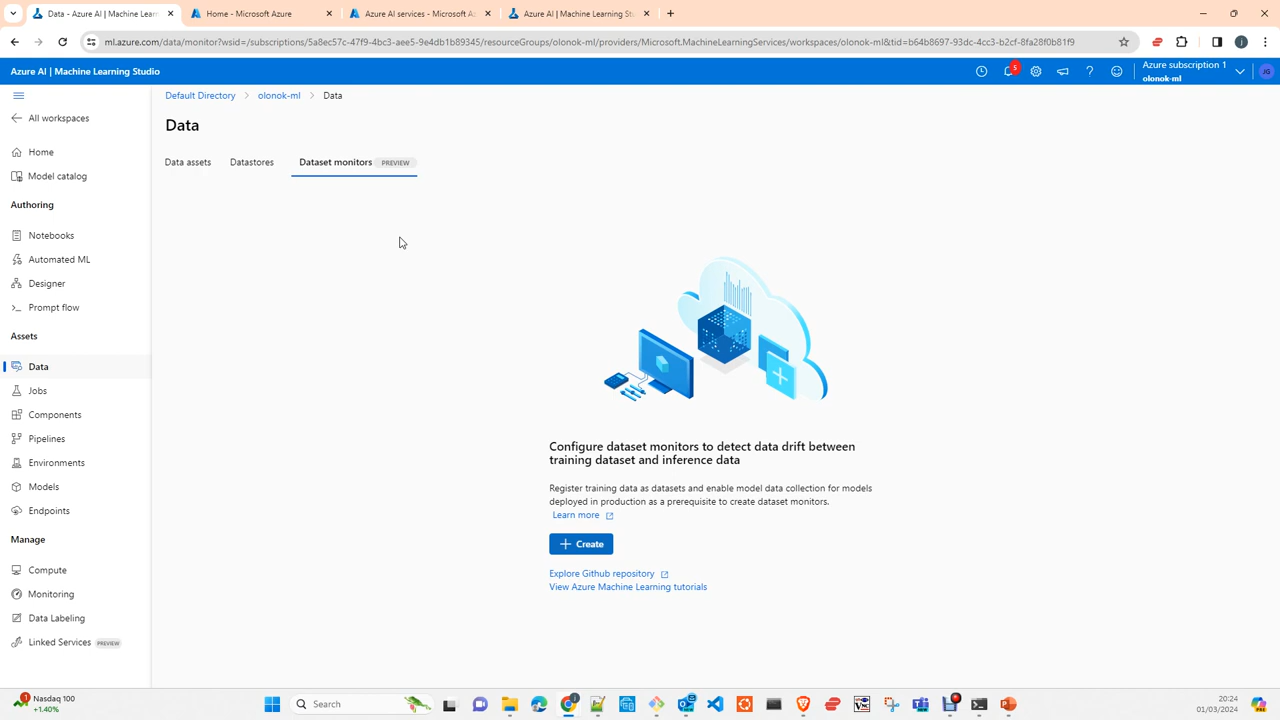 Data - Azure AI | Machine Learn
Home - Microsoft Azure
Azure AI services - Microsoft A
Azure AI | Machine Learning St
ml.azure.com/data/monitor?wsid=/subscriptions/5a8ec57c-47f9-4bc3-aee5-9e4db1b89345/resourceGroups/olonok-ml/providers/Microsoft.MachineLearningServices/workspaces/olonok-ml&tid=b64b8697-93dc-4cc3-b2cf-8fa28f0b81f9
Azure AI | Machine Learning Studio
5
Azure subscription 1
olonok-ml
JG
All workspaces
Home
Model catalog
Authoring
Notebooks
Automated ML
Designer
Prompt flow
Assets
Data
Jobs
Components
Pipelines
Environments
Models
Endpoints
Manage
Compute
Monitoring
Data Labeling
Linked Services PREVIEW
Default Directory > olonok-ml > Data
Data
Data assets Datastores Dataset monitors PREVIEW
Configure dataset monitors to detect data drift between
training dataset and inference data
Register training data as datasets and enable model data collection for models
deployed in production as a prerequisite to create dataset monitors.
Learn more
Create
Explore Github repository
View Azure Machine Learning tutorials
1
Nasdaq 100
+1.40%
Search
20:24
01/03/2024